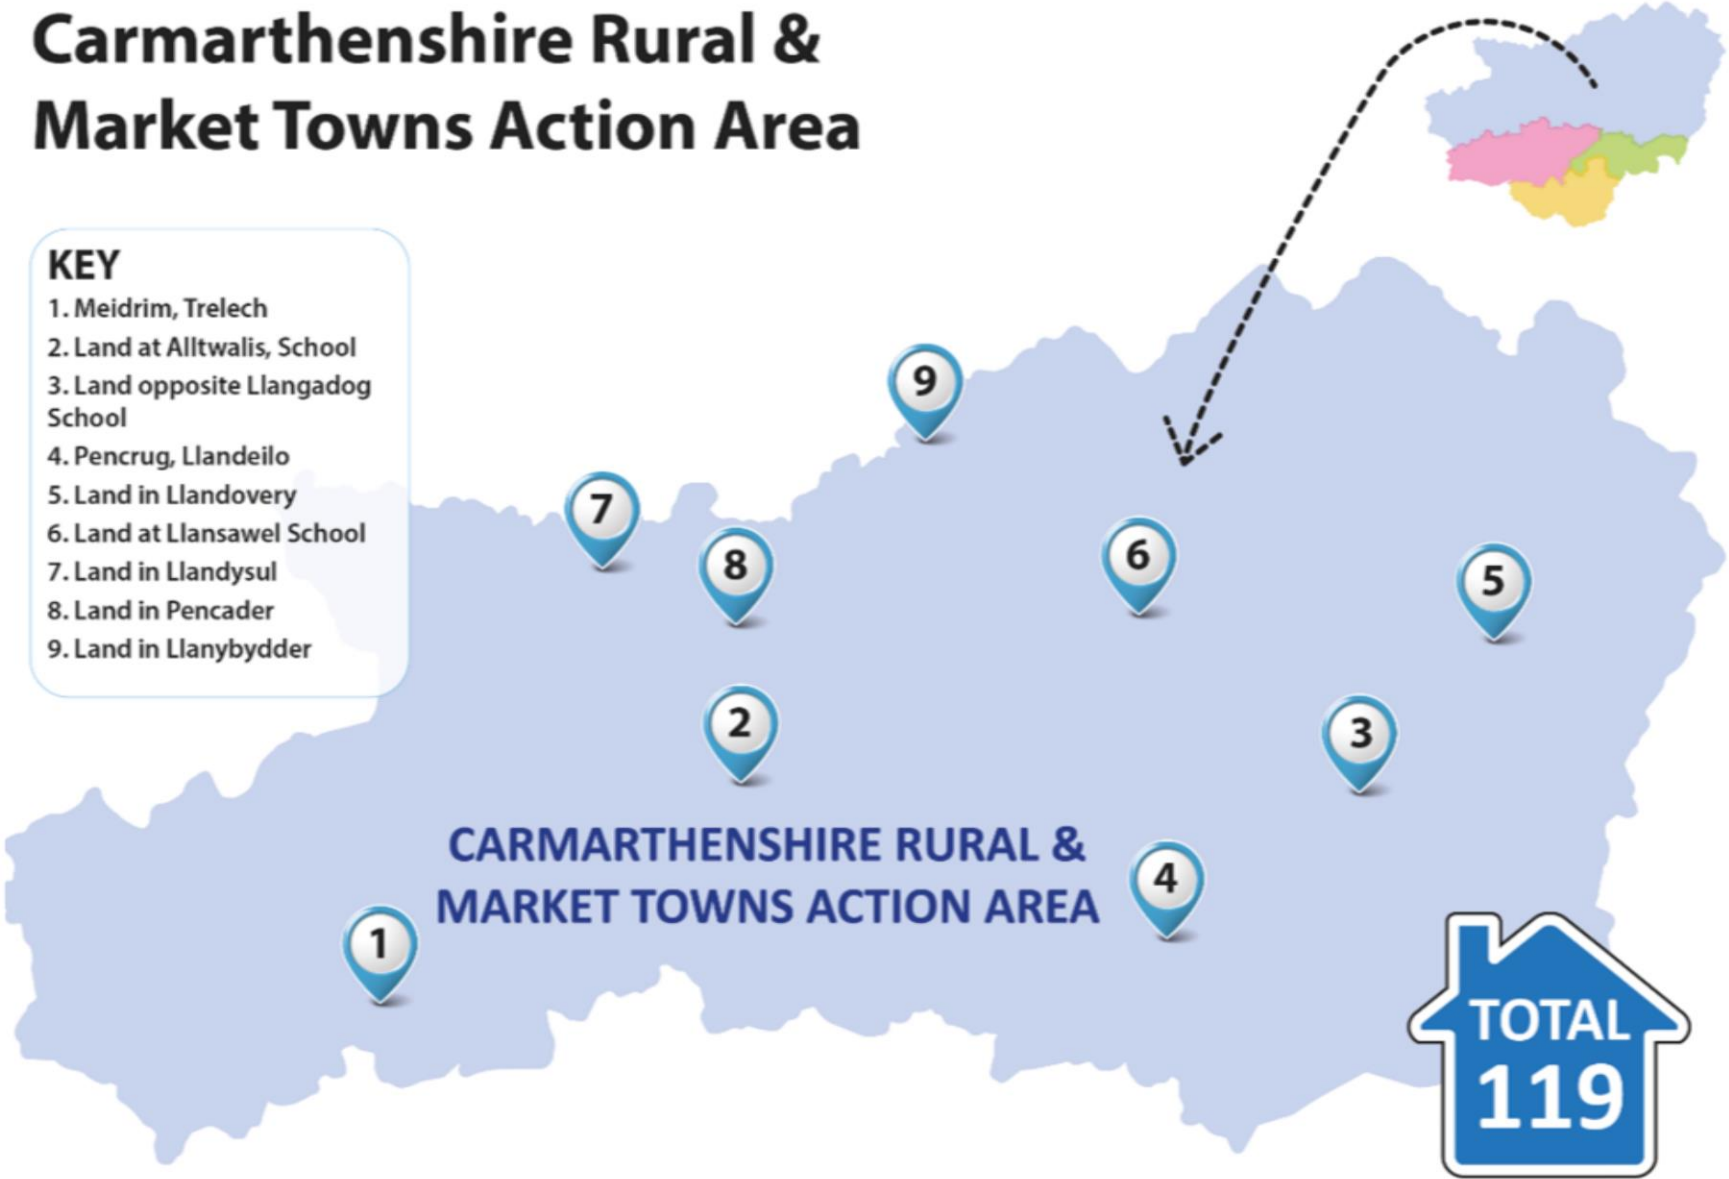 Carmarthenshire Rural &
Market Towns Action Area
KEY
1. Meidrim, Trelech
2. Land at Alltwalis, School
3. Land opposite Llangadog
School
4. Pencrug, Llandeilo
5. Land in Llandovery
6. Land at Llansawel School
7. Land in Llandysul
8. Land in Pencader
9. Land in Llanybydder
9
7
8
6
5
2
3
CARMARTHENSHIRE RURAL &
MARKET TOWNS ACTION AREA
4
1
TOTAL
119